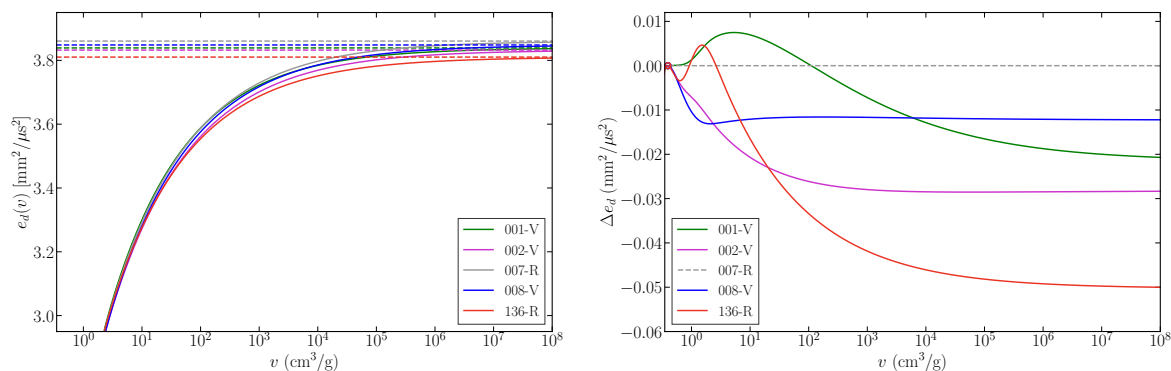 3.8
3.6
3.4
3.2
3.0
e_d(v) [mm²/μs²]
10⁰ 10¹ 10² 10³ 10⁴ 10⁵ 10⁶ 10⁷ 10⁸
v (cm³/g)
001-V
002-V
007-R
008-V
136-R
0.01
0.00
−0.01
−0.02
−0.03
−0.04
−0.05
−0.06
Δe_d (mm²/μs²)
10⁰ 10¹ 10² 10³ 10⁴ 10⁵ 10⁶ 10⁷ 10⁸
v (cm³/g)
001-V
002-V
007-R
008-V
136-R